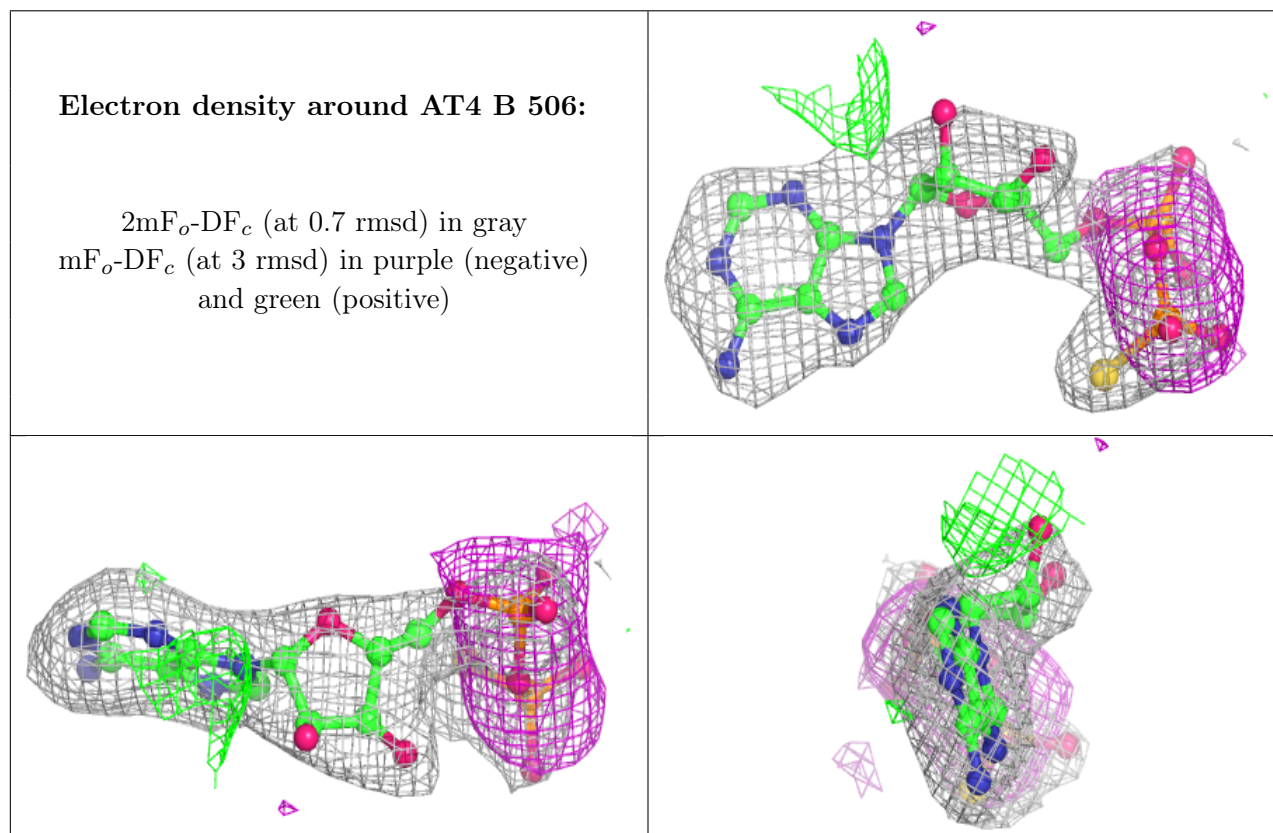 Electron density around AT4 B 506:
2mFo-DFc (at 0.7 rmsd) in gray
mFo-DFc (at 3 rmsd) in purple (negative)
and green (positive)